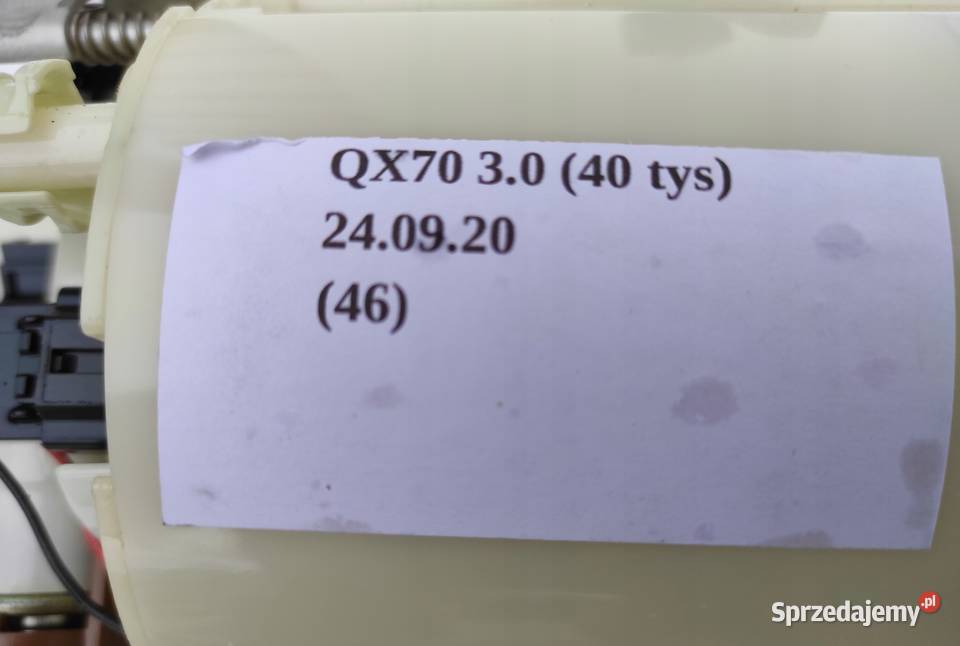 QX70 3.0 (40 tys)
24.09.20
(46)
Sprzedajemy.pl